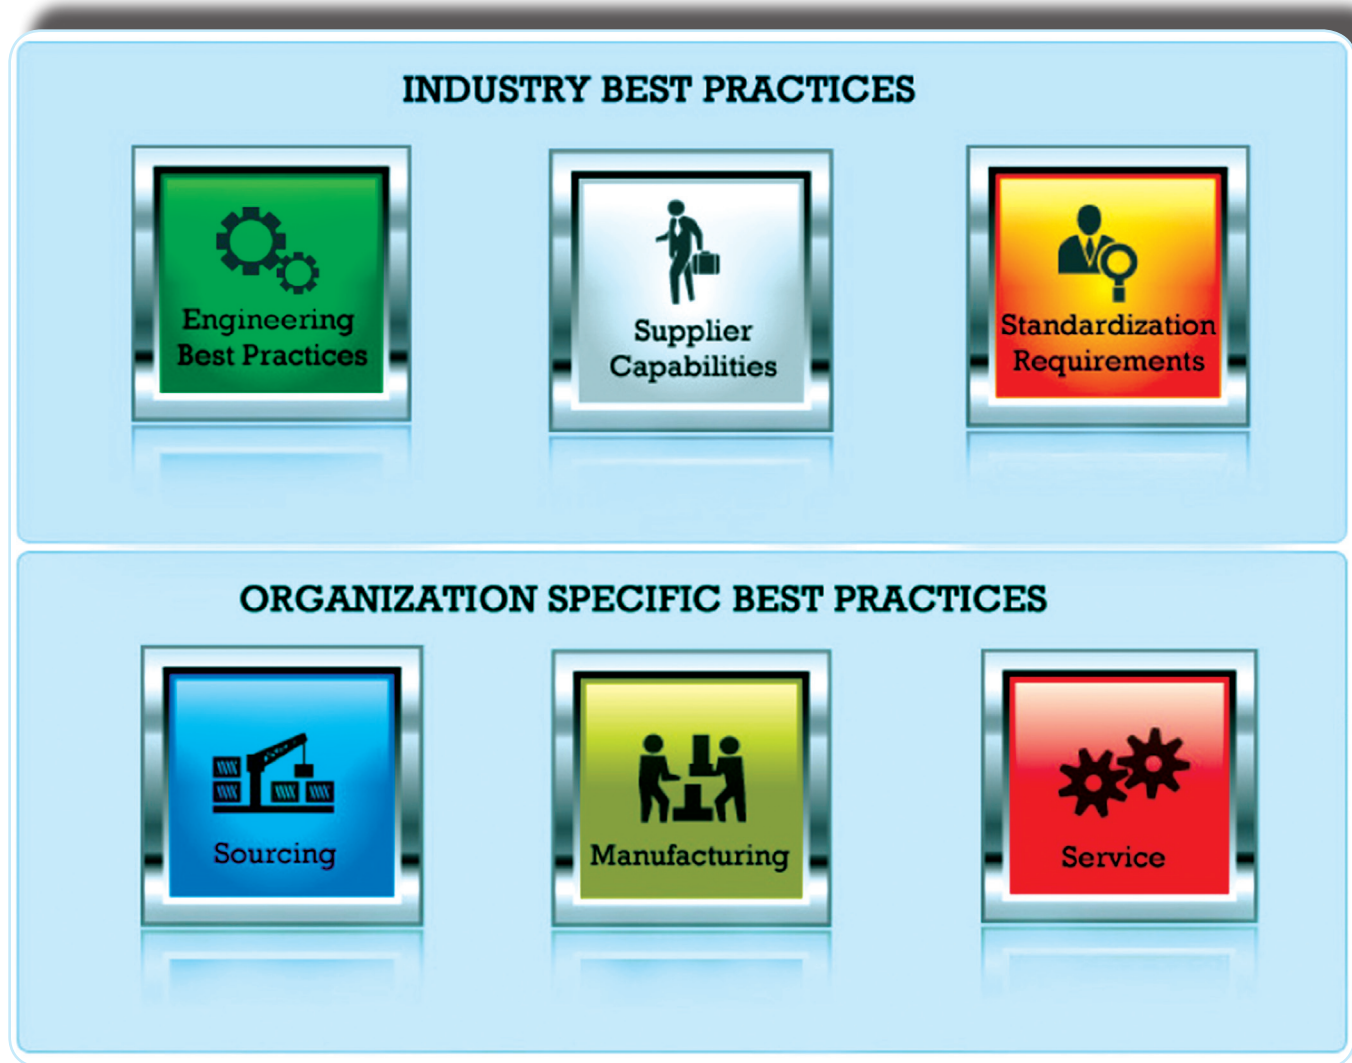 INDUSTRY BEST PRACTICES
Engineering
Best Practices
Supplier
Capabilities
Standardization
Requirements
ORGANIZATION SPECIFIC BEST PRACTICES
Sourcing
Manufacturing
Service